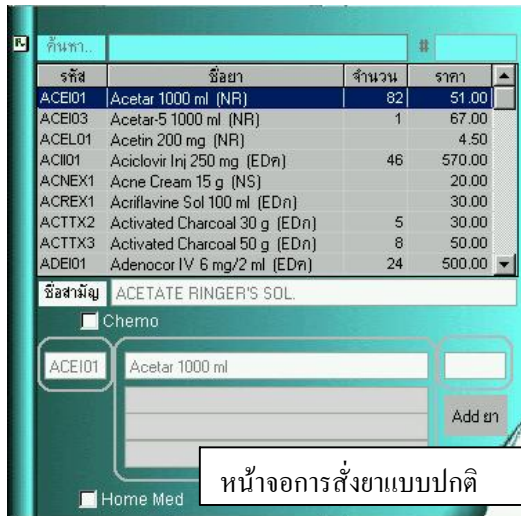 ค้นหา.. #
รหัส ชื่อยา จำนวน ราคา
ACEI01 Acetar 1000 ml (NR) 82 51.00
ACEI03 Acetar-5 1000 ml (NR) 1 67.00
ACEL01 Acetin 200 mg (NR) 4.50
ACII01 Aciclovir Inj 250 mg (EDค) 46 570.00
ACNEX1 Acne Cream 15 g (NS) 20.00
ACREX1 Acriflavine Sol 100 ml (EDก) 30.00
ACTTX2 Activated Charcoal 30 g (EDก) 5 30.00
ACTTX3 Activated Charcoal 50 g (EDก) 8 50.00
ADEI01 Adenocor IV 6 mg/2 ml (EDค) 24 500.00
ชื่อสามัญ ACETATE RINGER'S SOL.
Chemo
ACEI01 Acetar 1000 ml
Add ยา
หน้าจอการสั่งยาแบบปกติ
Home Med